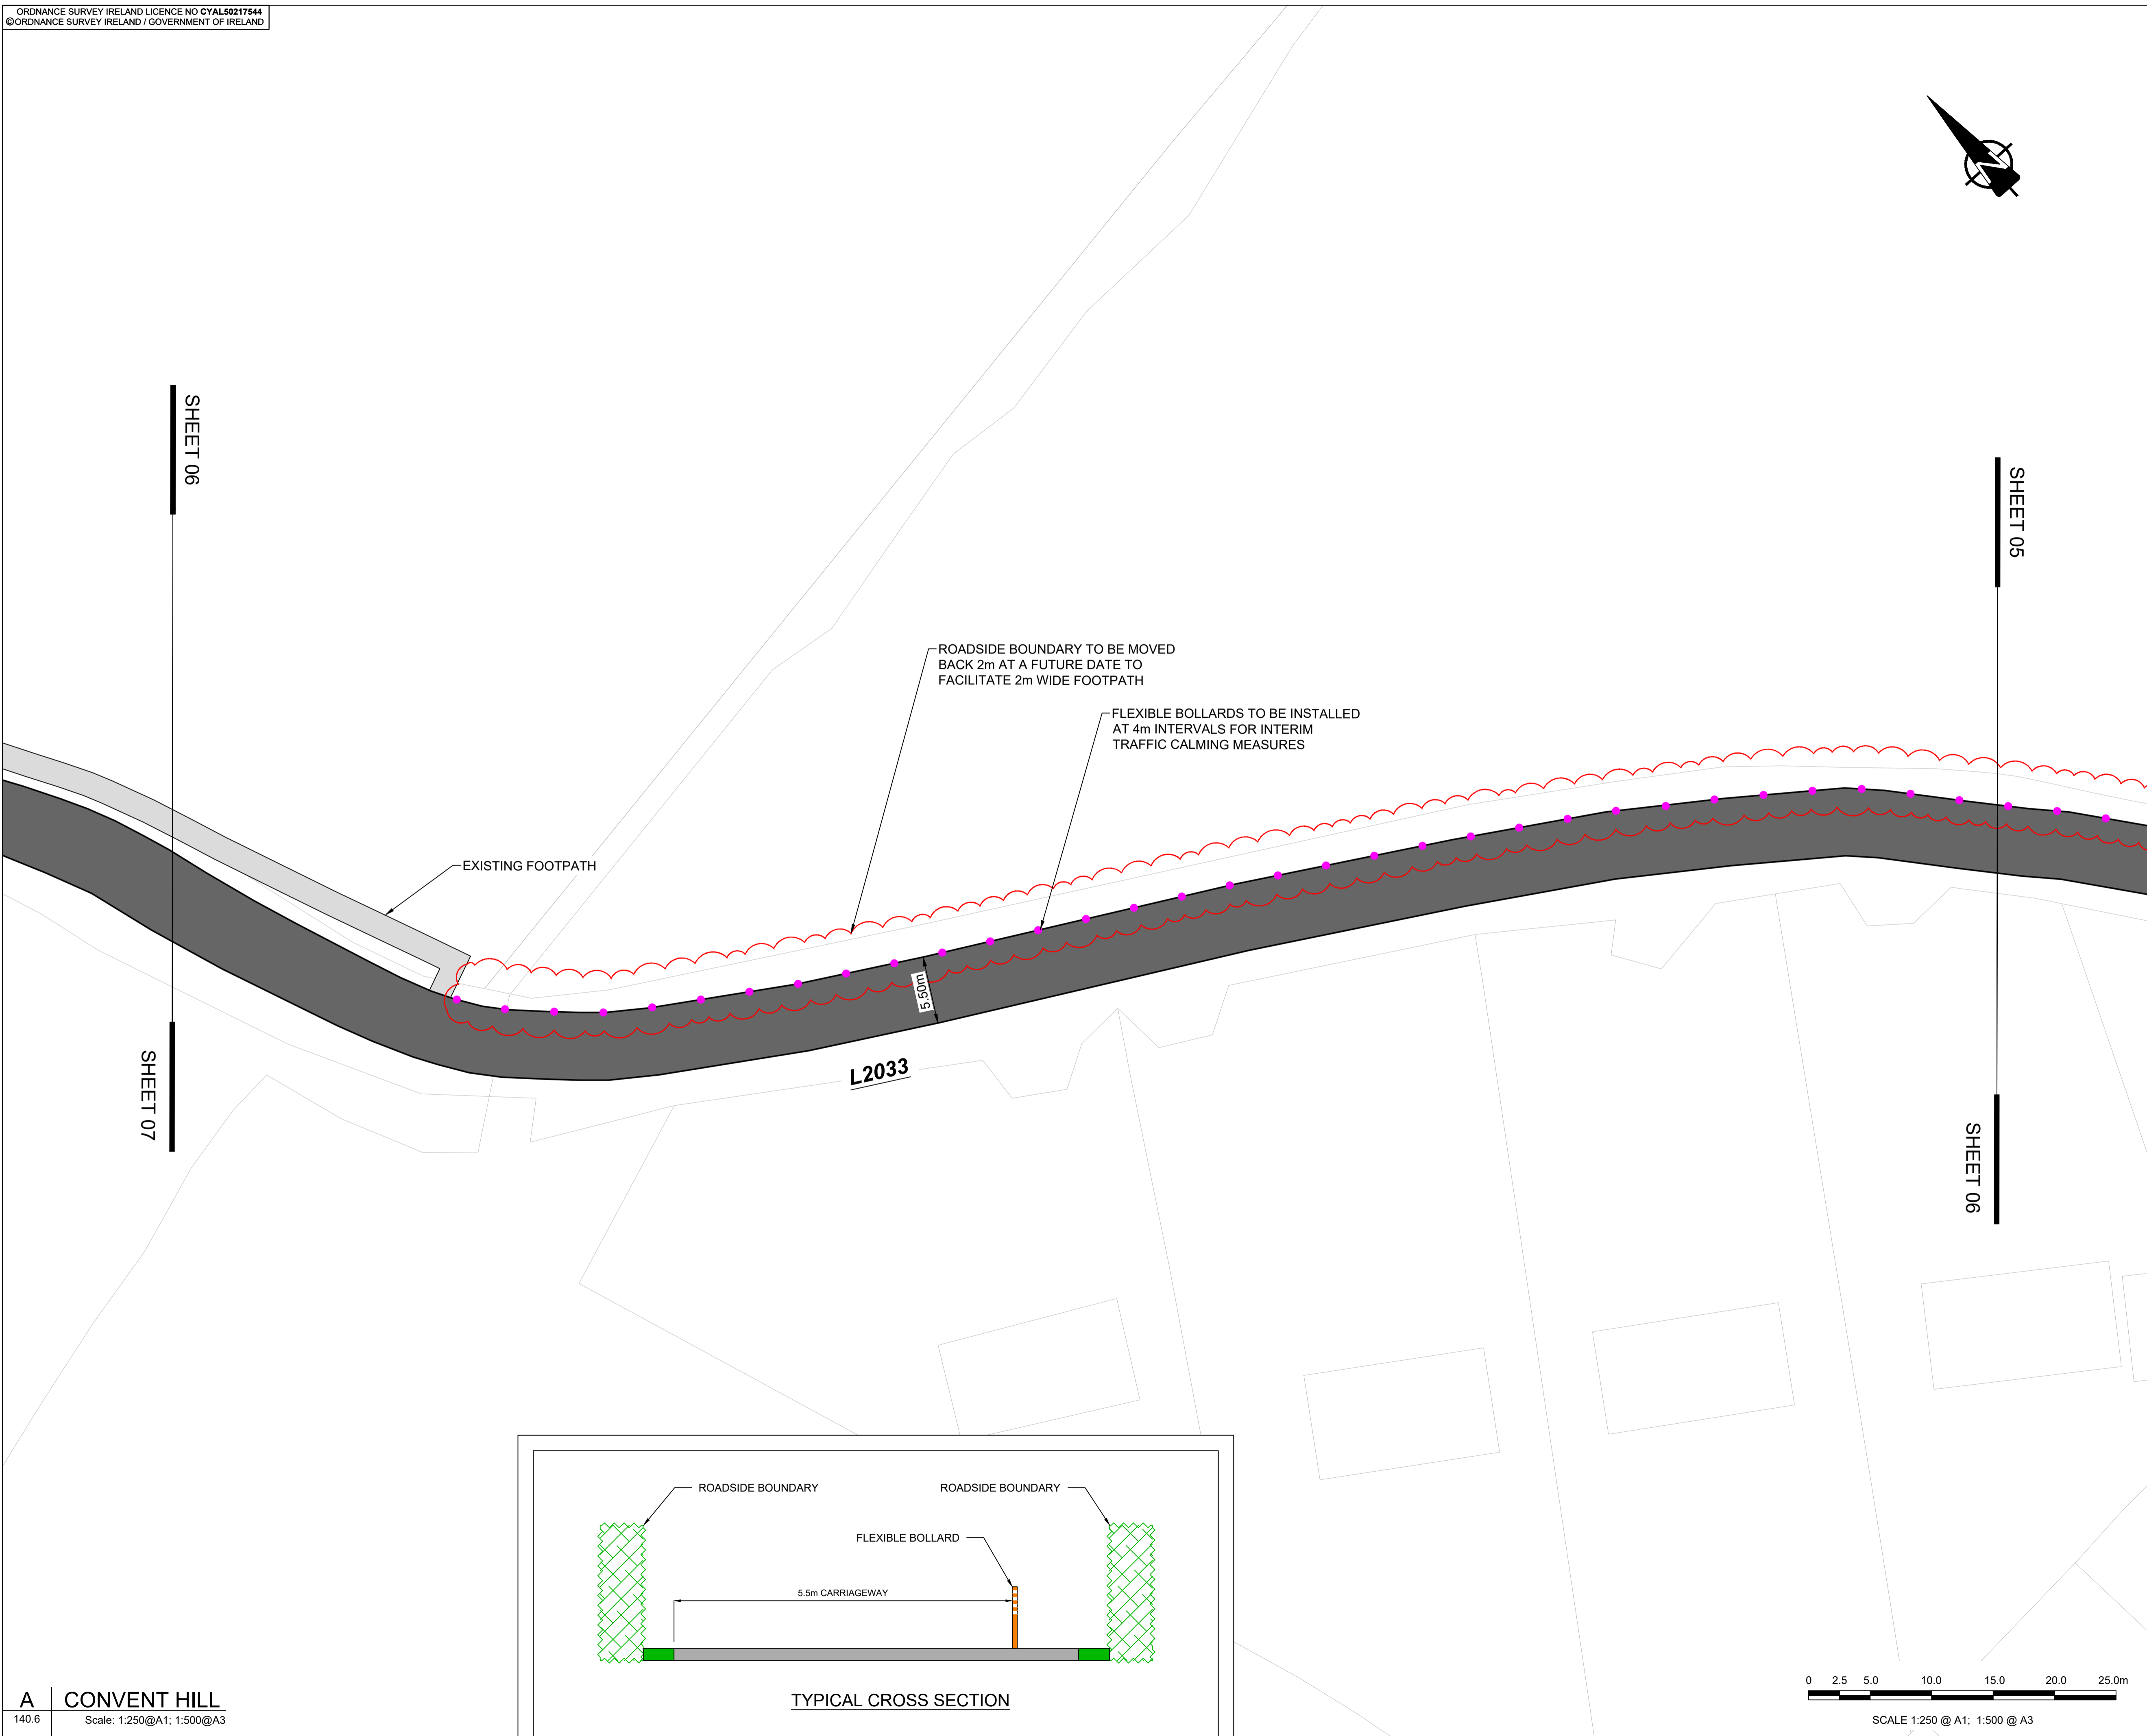 ORDNANCE SURVEY IRELAND LICENCE NO CYAL50217544
©ORDNANCE SURVEY IRELAND / GOVERNMENT OF IRELAND
N
SHEET 06
SHEET 05
ROADSIDE BOUNDARY TO BE MOVED
BACK 2m AT A FUTURE DATE TO
FACILITATE 2m WIDE FOOTPATH
FLEXIBLE BOLLARDS TO BE INSTALLED
AT 4m INTERVALS FOR INTERIM
TRAFFIC CALMING MEASURES
EXISTING FOOTPATH
5.50m
L2033
SHEET 07
SHEET 06
ROADSIDE BOUNDARY
ROADSIDE BOUNDARY
FLEXIBLE BOLLARD
5.5m CARRIAGEWAY
TYPICAL CROSS SECTION
A
CONVENT HILL
140.6
Scale: 1:250@A1; 1:500@A3
0 2.5 5.0 10.0 15.0 20.0 25.0m
SCALE 1:250 @ A1; 1:500 @ A3